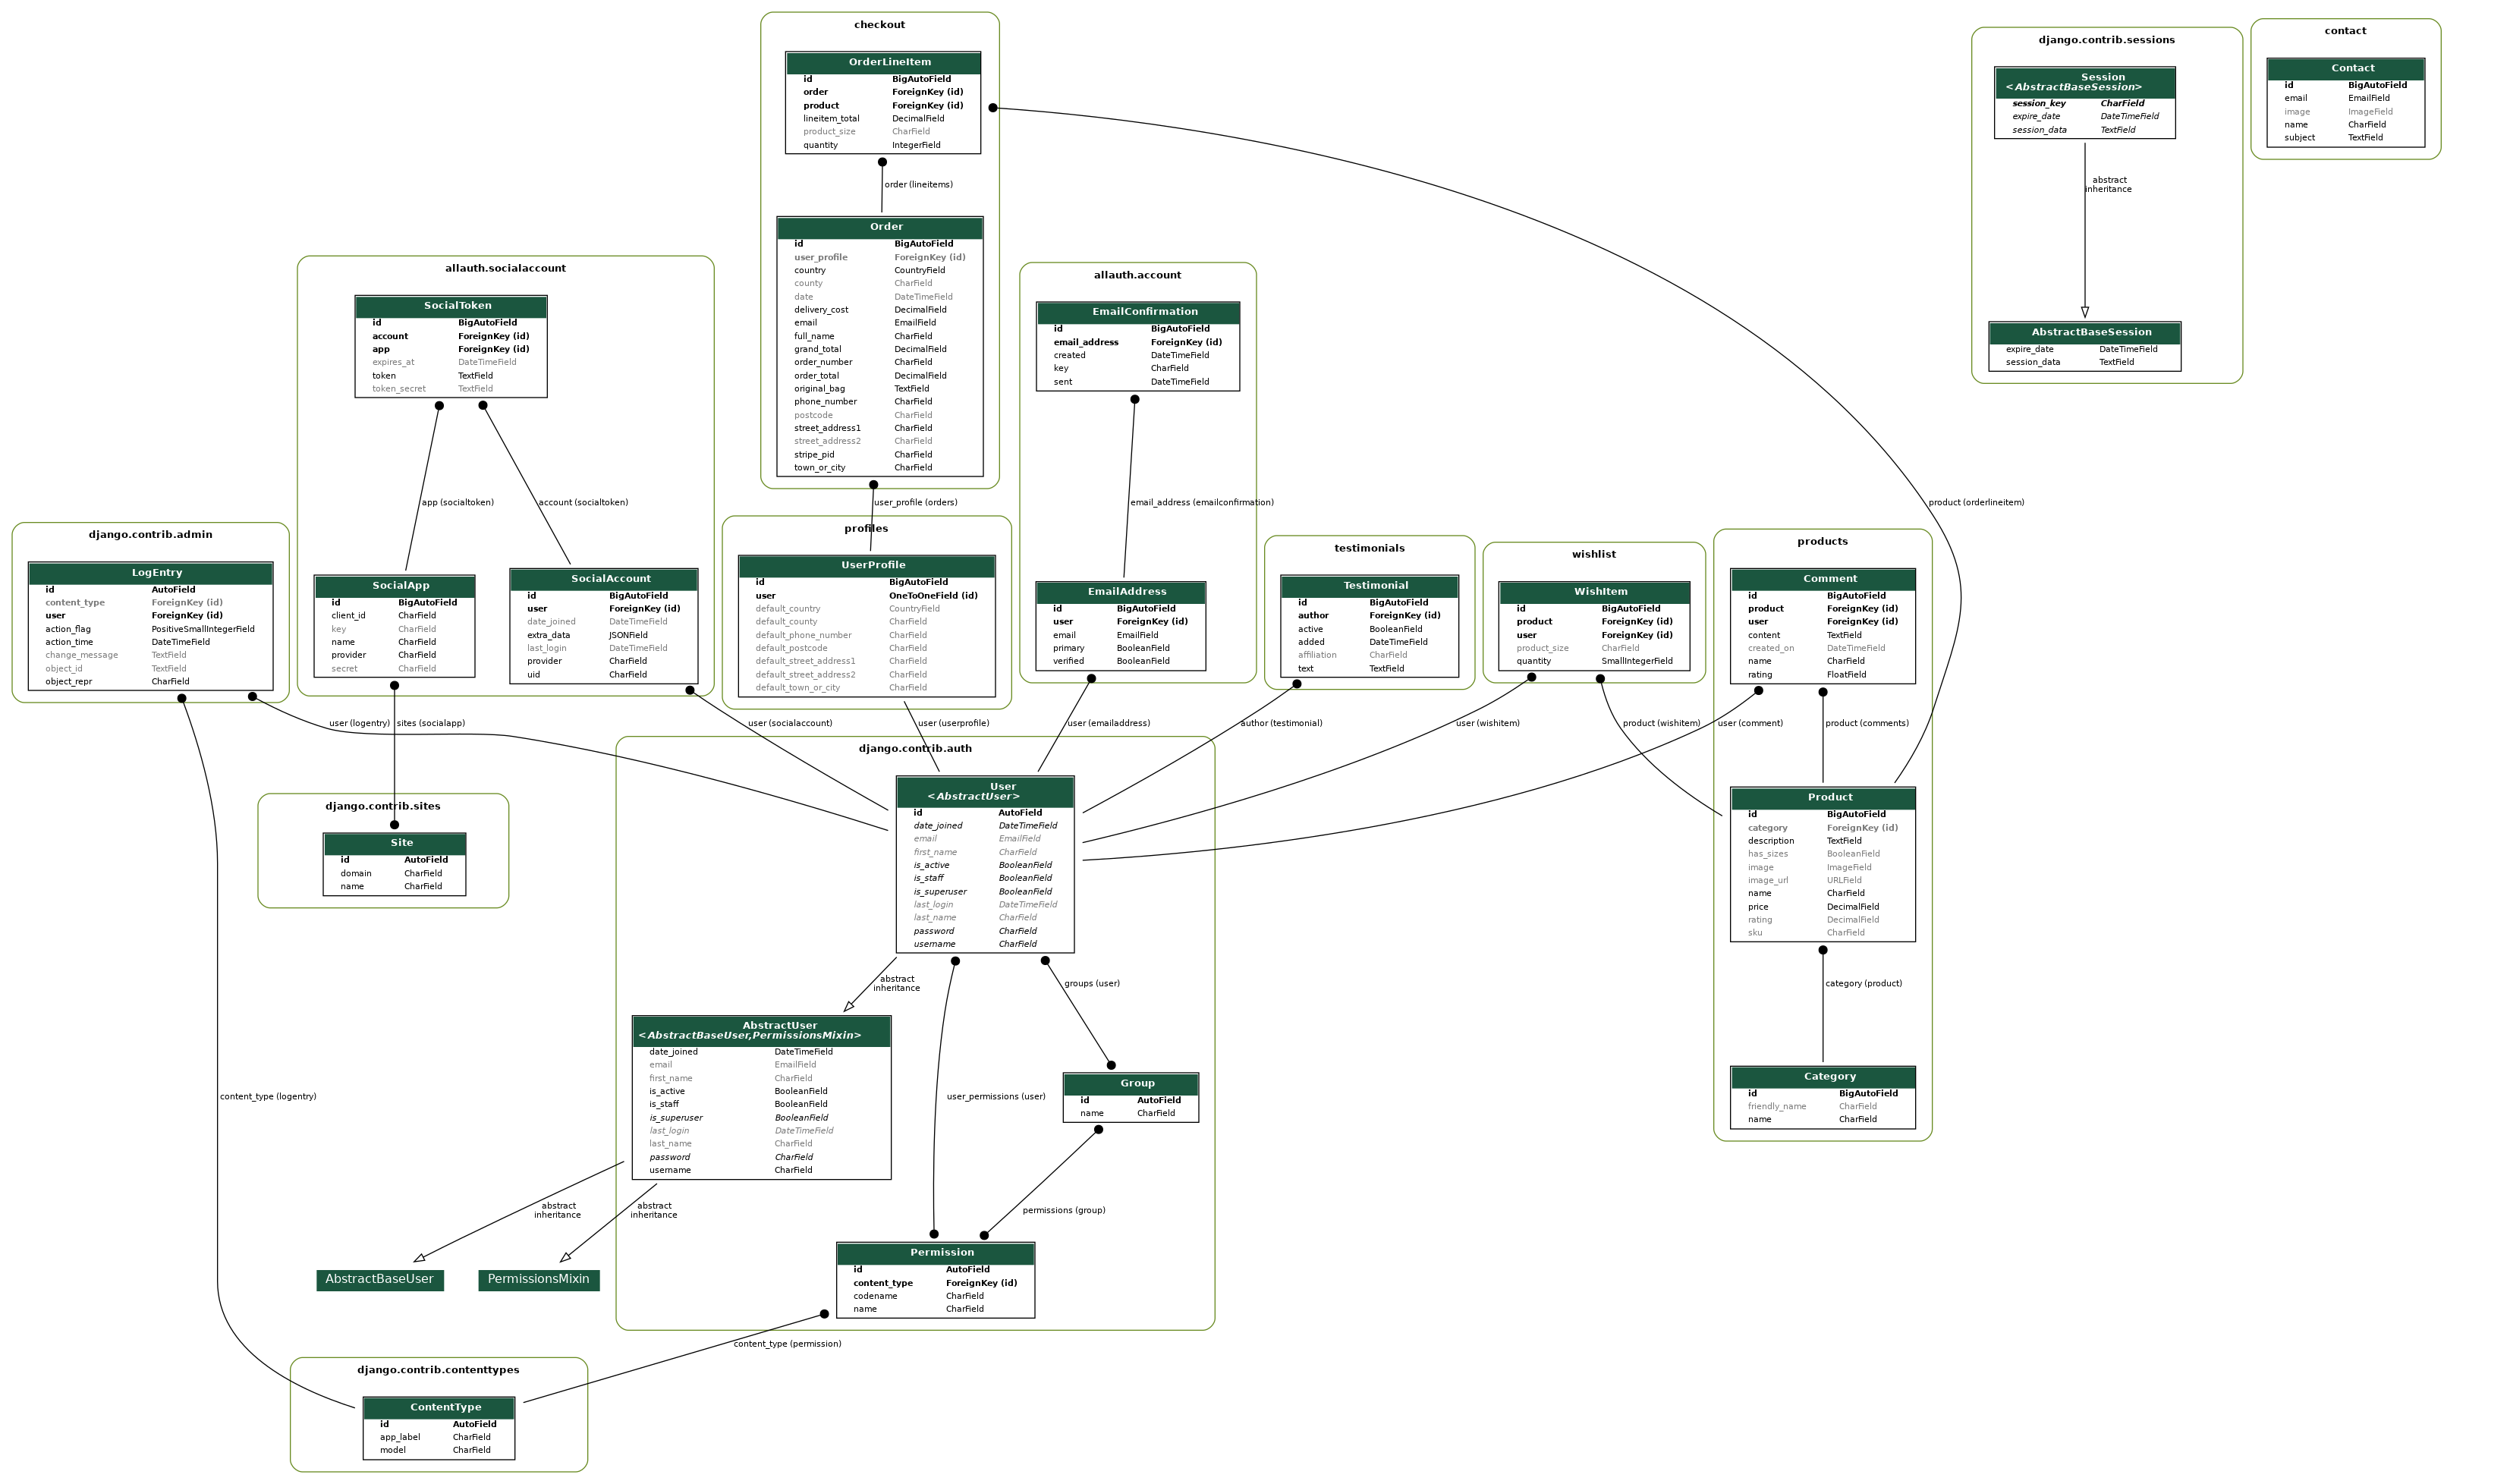 checkout
OrderLineItem
id BigAutoField
order ForeignKey (id)
product ForeignKey (id)
lineitem_total DecimalField
product_size CharField
quantity IntegerField
order (lineitems)
Order
id BigAutoField
user_profile ForeignKey (id)
country CountryField
county CharField
date DateTimeField
delivery_cost DecimalField
email EmailField
full_name CharField
grand_total DecimalField
order_number CharField
order_total DecimalField
original_bag TextField
phone_number CharField
postcode CharField
street_address1 CharField
street_address2 CharField
stripe_pid CharField
town_or_city CharField
user_profile (orders)
django.contrib.sessions
Session
<AbstractBaseSession>
session_key CharField
expire_date DateTimeField
session_data TextField
abstract
inheritance
AbstractBaseSession
expire_date DateTimeField
session_data TextField
contact
Contact
id BigAutoField
email EmailField
image ImageField
name CharField
subject TextField
allauth.socialaccount
SocialToken
id BigAutoField
account ForeignKey (id)
app ForeignKey (id)
expires_at DateTimeField
token TextField
token_secret TextField
app (socialtoken)
account (socialtoken)
SocialApp
id BigAutoField
client_id CharField
key CharField
name CharField
provider CharField
secret CharField
SocialAccount
id BigAutoField
user ForeignKey (id)
date_joined DateTimeField
extra_data JSONField
last_login DateTimeField
provider CharField
uid CharField
allauth.account
EmailConfirmation
id BigAutoField
email_address ForeignKey (id)
created DateTimeField
key CharField
sent DateTimeField
email_address (emailconfirmation)
EmailAddress
id BigAutoField
user ForeignKey (id)
email EmailField
primary BooleanField
verified BooleanField
product (orderlineitem)
django.contrib.admin
LogEntry
id AutoField
content_type ForeignKey (id)
user ForeignKey (id)
action_flag PositiveSmallIntegerField
action_time DateTimeField
change_message TextField
object_id TextField
object_repr CharField
profiles
UserProfile
id BigAutoField
user OneToOneField (id)
default_country CountryField
default_county CharField
default_phone_number CharField
default_postcode CharField
default_street_address1 CharField
default_street_address2 CharField
default_town_or_city CharField
testimonials
Testimonial
id BigAutoField
author ForeignKey (id)
active BooleanField
added DateTimeField
affiliation CharField
text TextField
wishlist
WishItem
id BigAutoField
product ForeignKey (id)
user ForeignKey (id)
product_size CharField
quantity SmallIntegerField
products
Comment
id BigAutoField
product ForeignKey (id)
user ForeignKey (id)
content TextField
created_on DateTimeField
name CharField
rating FloatField
user (logentry)
sites (socialapp)
user (socialaccount)
user (userprofile)
user (emailaddress)
author (testimonial)
user (wishitem)
product (wishitem)
user (comment)
product (comments)
django.contrib.sites
Site
id AutoField
domain CharField
name CharField
django.contrib.auth
User
<AbstractUser>
id AutoField
date_joined DateTimeField
email EmailField
first_name CharField
is_active BooleanField
is_staff BooleanField
is_superuser BooleanField
last_login DateTimeField
last_name CharField
password CharField
username CharField
Product
id BigAutoField
category ForeignKey (id)
description TextField
has_sizes BooleanField
image ImageField
image_url URLField
name CharField
price DecimalField
rating DecimalField
sku CharField
category (product)
Category
id BigAutoField
friendly_name CharField
name CharField
abstract
inheritance
groups (user)
AbstractUser
<AbstractBaseUser,PermissionsMixin>
date_joined DateTimeField
email EmailField
first_name CharField
is_active BooleanField
is_staff BooleanField
is_superuser BooleanField
last_login DateTimeField
last_name CharField
password CharField
username CharField
Group
id AutoField
name CharField
content_type (logentry)
user_permissions (user)
abstract
inheritance
abstract
inheritance
permissions (group)
AbstractBaseUser
PermissionsMixin
Permission
id AutoField
content_type ForeignKey (id)
codename CharField
name CharField
content_type (permission)
django.contrib.contenttypes
ContentType
id AutoField
app_label CharField
model CharField